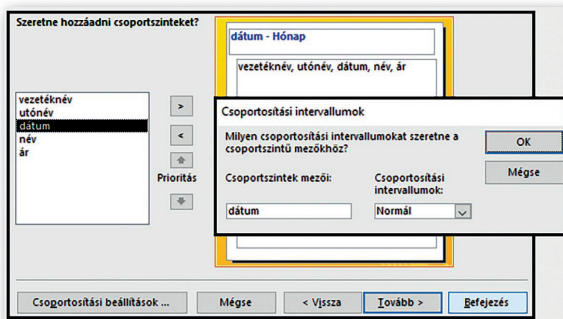 Szeretne hozzáadni csoportszinteket?
dátum - Hónap
vezetéknév, utónév, dátum, név, ár
vezetéknév
utónév
dátum
név
ár
>
<
Prioritás
Csoportosítási intervallumok
Milyen csoportosítási intervallumokat szeretne a
csoportszintű mezőkhöz?
OK
Mégse
Csoportszintek mezői:
Csoportosítási
intervallumok:
dátum
Normál
Csoportosítási beállítások ...
Mégse
< Vissza
Tovább >
Befejezés